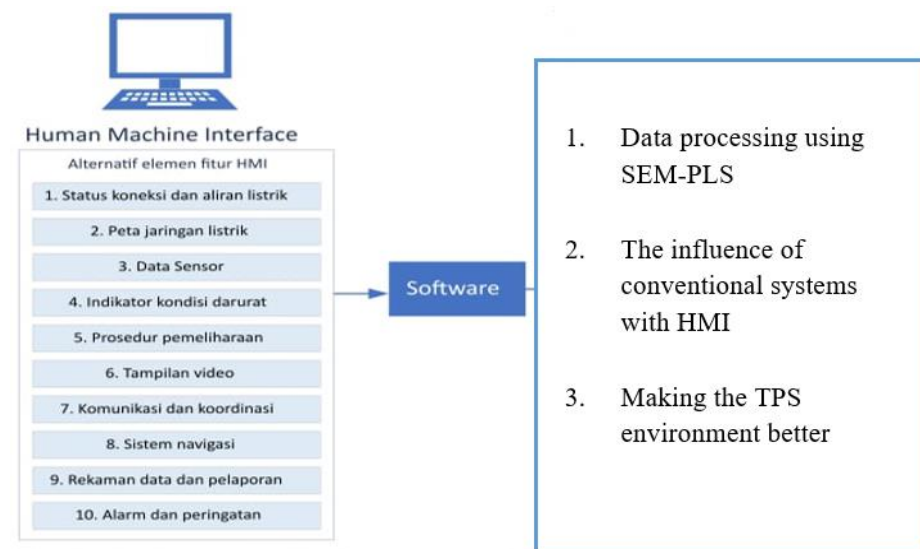 Human Machine Interface
Alternatif elemen fitur HMI
1. Status koneksi dan aliran listrik
2. Peta jaringan listrik
3. Data Sensor
4. Indikator kondisi darurat
5. Prosedur pemeliharaan
6. Tampilan video
7. Komunikasi dan koordinasi
8. Sistem navigasi
9. Rekaman data dan pelaporan
10. Alarm dan peringatan
Software
1. Data processing using
SEM-PLS
2. The influence of
conventional systems
with HMI
3. Making the TPS
environment better